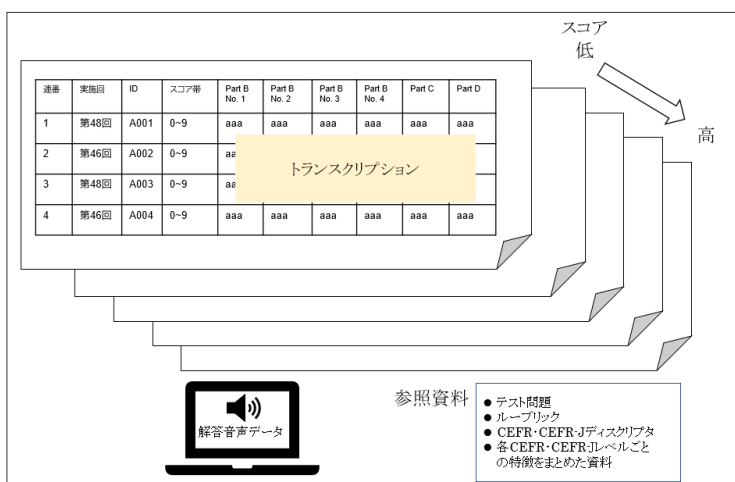 スコア
低
高
連番 実施回 ID スコア帯 Part B No. 1 Part B No. 2 Part B No. 3 Part B No. 4 Part C Part D
1 第48回 A001 0~9 aaa aaa aaa aaa aaa aaa
2 第46回 A002 0~9 aa
3 第48回 A003 0~9 aa
4 第46回 A004 0~9 aaa aaa aaa aaa aaa aaa
トランスクリプション
解答音声データ
参照資料
● テスト問題
● ルーブリック
● CEFR・CEFR-Jディスクリプタ
● 各CEFR・CEFR-Jレベルごと
の特徴をまとめた資料